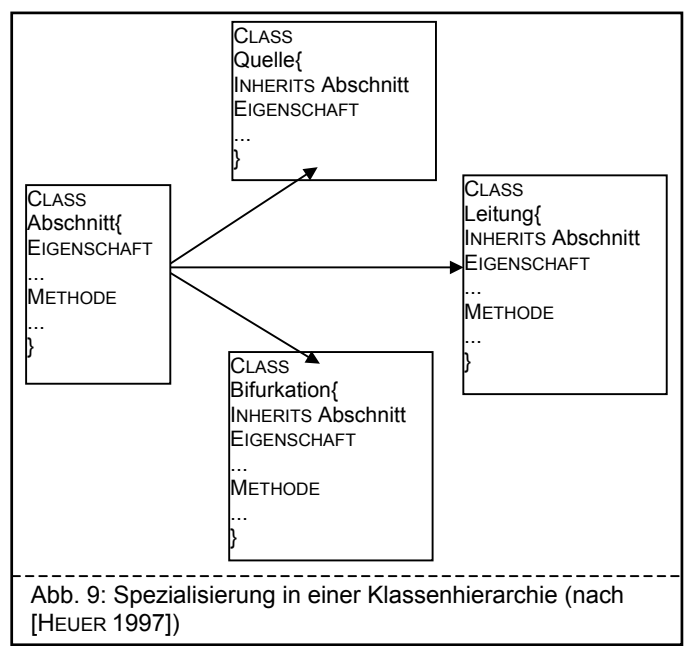 CLASS
Quelle{
INHERITS Abschnitt
EIGENSCHAFT
...
}
CLASS
Abschnitt{
EIGENSCHAFT
...
METHODE
...
}
CLASS
Leitung{
INHERITS Abschnitt
EIGENSCHAFT
...
METHODE
...
}
CLASS
Bifurkation{
INHERITS Abschnitt
EIGENSCHAFT
...
METHODE
...
}
Abb. 9: Spezialisierung in einer Klassenhierarchie (nach
[HEUER 1997])